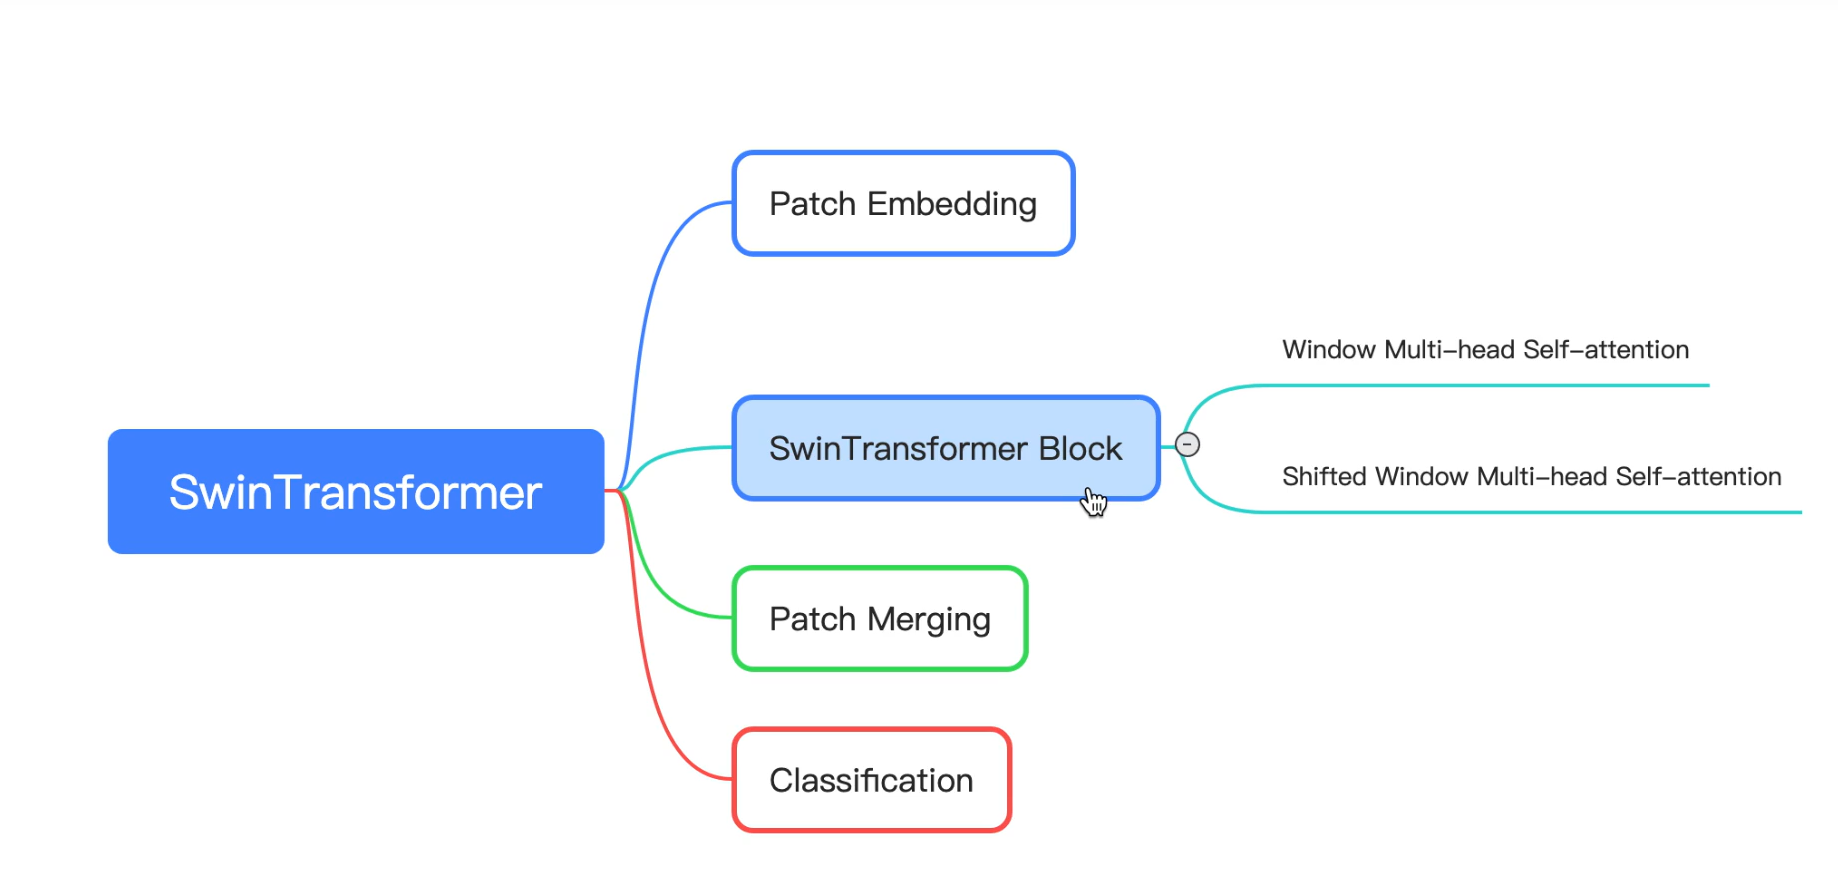 SwinTransformer
Patch Embedding
SwinTransformer Block
Window Multi-head Self-attention
Shifted Window Multi-head Self-attention
Patch Merging
Classification